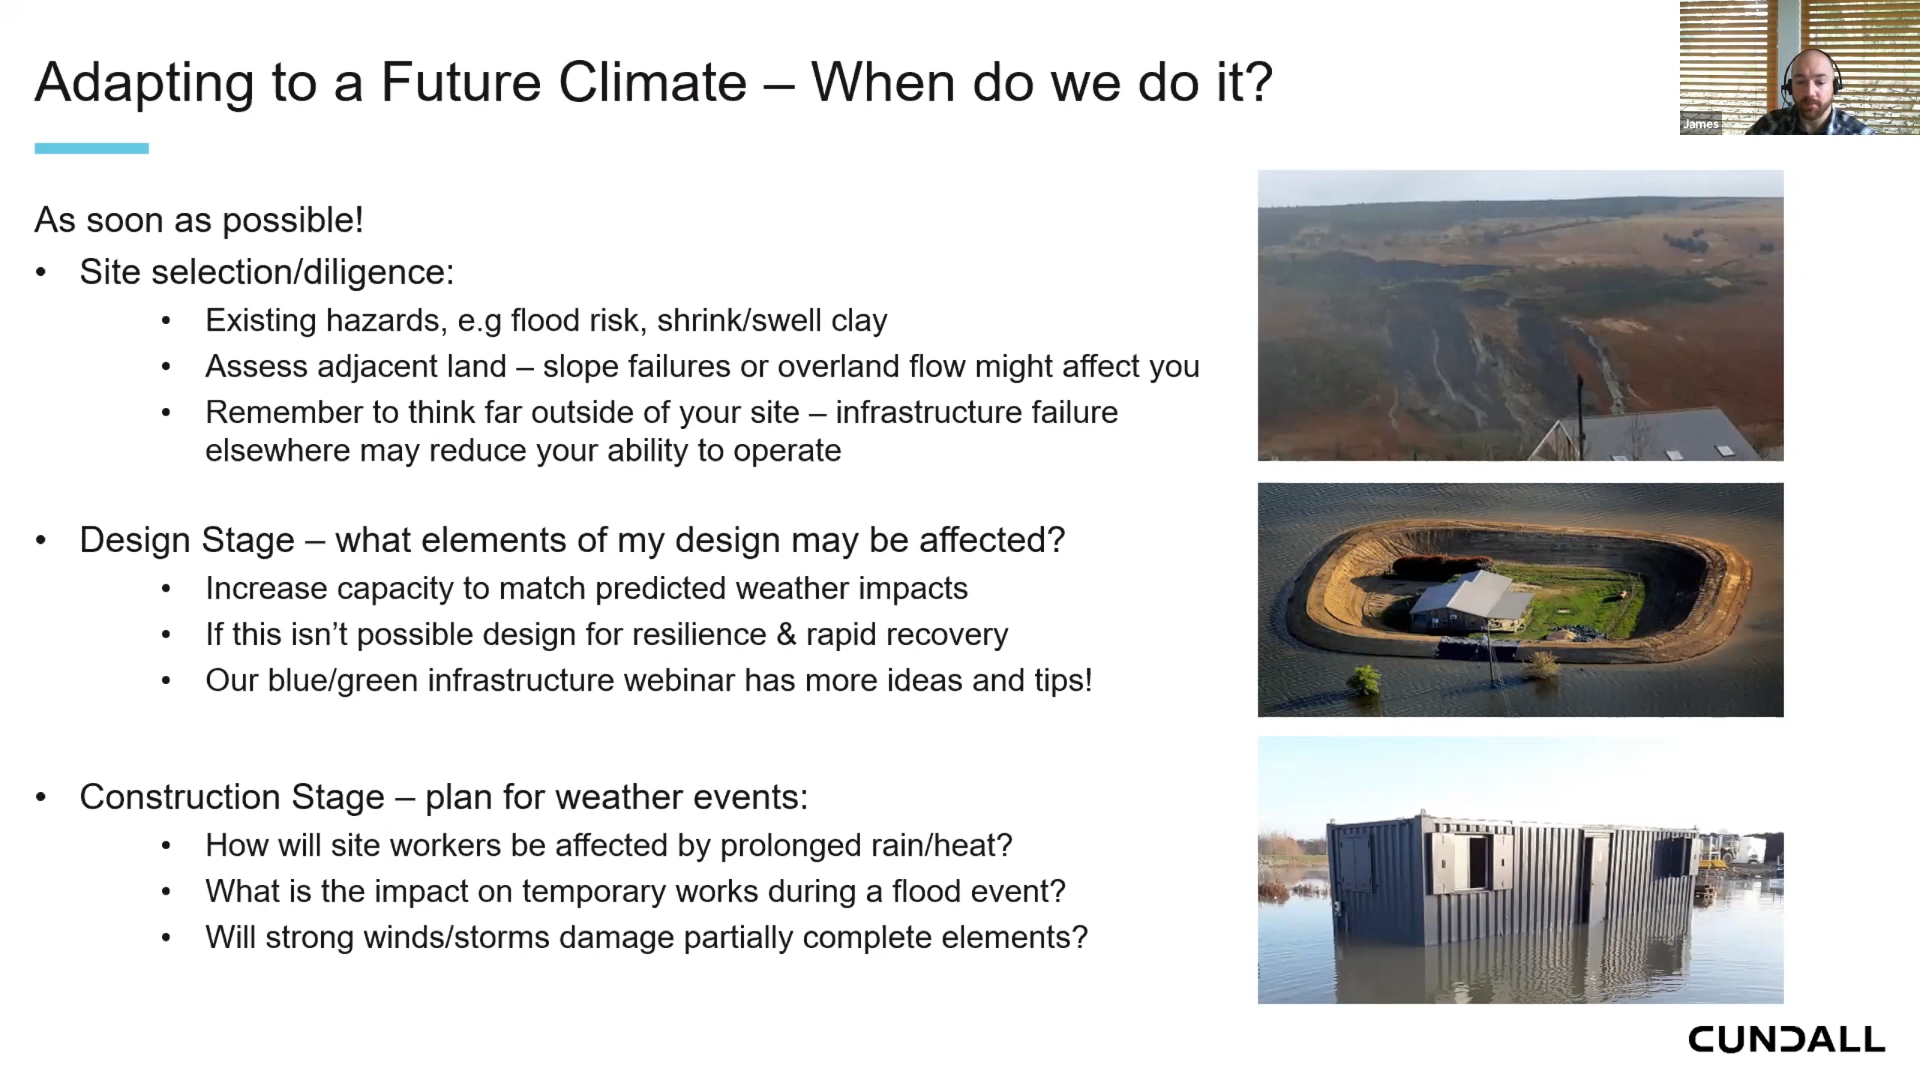 Adapting to a Future Climate – When do we do it?
James
As soon as possible!
• Site selection/diligence:
• Existing hazards, e.g flood risk, shrink/swell clay
• Assess adjacent land – slope failures or overland flow might affect you
• Remember to think far outside of your site – infrastructure failure
elsewhere may reduce your ability to operate
• Design Stage – what elements of my design may be affected?
• Increase capacity to match predicted weather impacts
• If this isn’t possible design for resilience & rapid recovery
• Our blue/green infrastructure webinar has more ideas and tips!
• Construction Stage – plan for weather events:
• How will site workers be affected by prolonged rain/heat?
• What is the impact on temporary works during a flood event?
• Will strong winds/storms damage partially complete elements?
CUNDALL